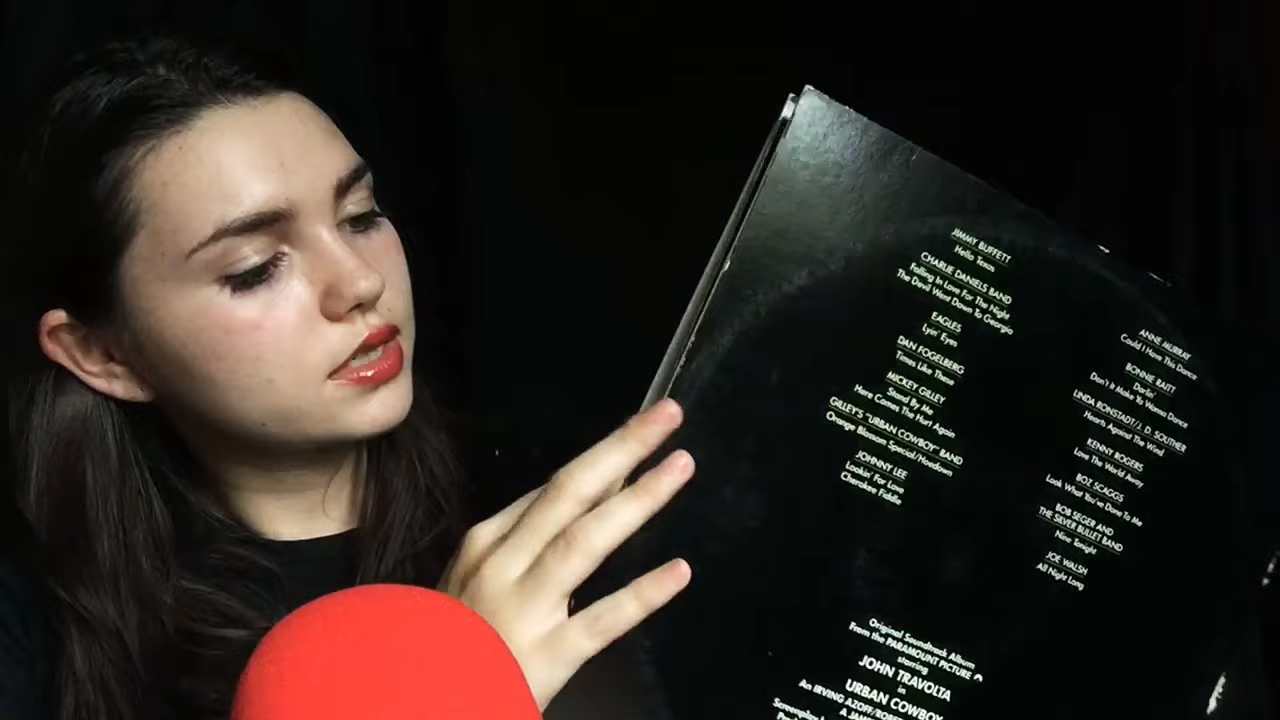 JIMMY BUFFETT
Hello Texas
CHARLIE DANIELS BAND
Falling In Love For The Night
The Devil Went Down To Georgia
EAGLES
Lyin' Eyes
DAN FOGELBERG
Times Like These
MICKEY GILLEY
Stand By Me
Here Comes The Hurt Again
GILLEY'S "URBAN COWBOY" BAND
Orange Blossom Special/Hoedown
JOHNNY LEE
Lookin' For Love
Cherokee Fiddle
ANNE MURRAY
Could I Have This Dance
BONNIE RAITT
Darlin'
Don't It Make Ya Wanna Dance
LINDA RONSTADT/J. D. SOUTHER
Hearts Against The Wind
KENNY ROGERS
Love The World Away
BOZ SCAGGS
Look What You've Done To Me
BOB SEGER AND
THE SILVER BULLET BAND
Nine Tonight
JOE WALSH
All Night Long
Original Soundtrack Album
From the PARAMOUNT PICTURE
starring
JOHN TRAVOLTA
in
URBAN COWBOY
An IRVING AZOFF/
A
Screenplay